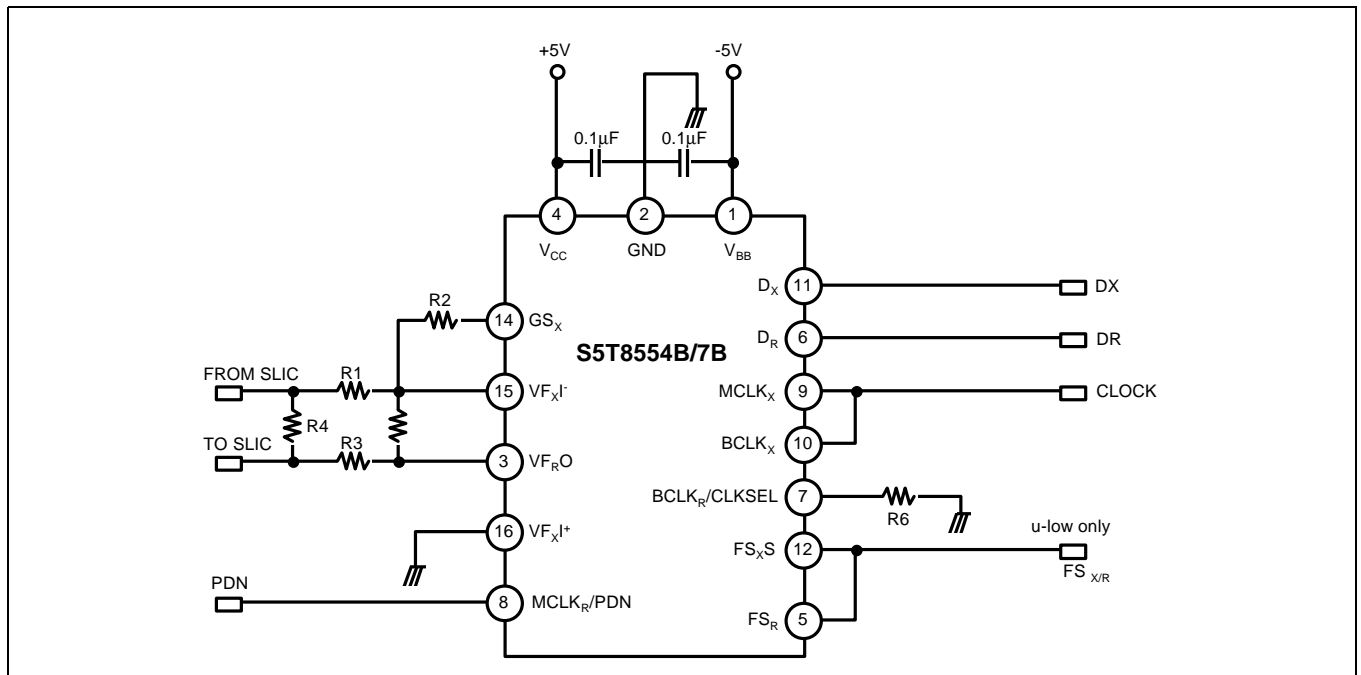 +5V
-5V
0.1μF
0.1μF
4
2
1
VCC
GND
VBB
DX
11
DX
R2
14
GSX
DR
6
DR
S5T8554B/7B
FROM SLIC
R1
15
VFXI-
MCLKX
9
CLOCK
R4
TO SLIC
R3
3
VFRO
BCLKX
10
BCLKR/CLKSEL
7
R6
16
VFXI+
u-low only
FSXS
12
FS X/R
PDN
8
MCLKR/PDN
FSR
5